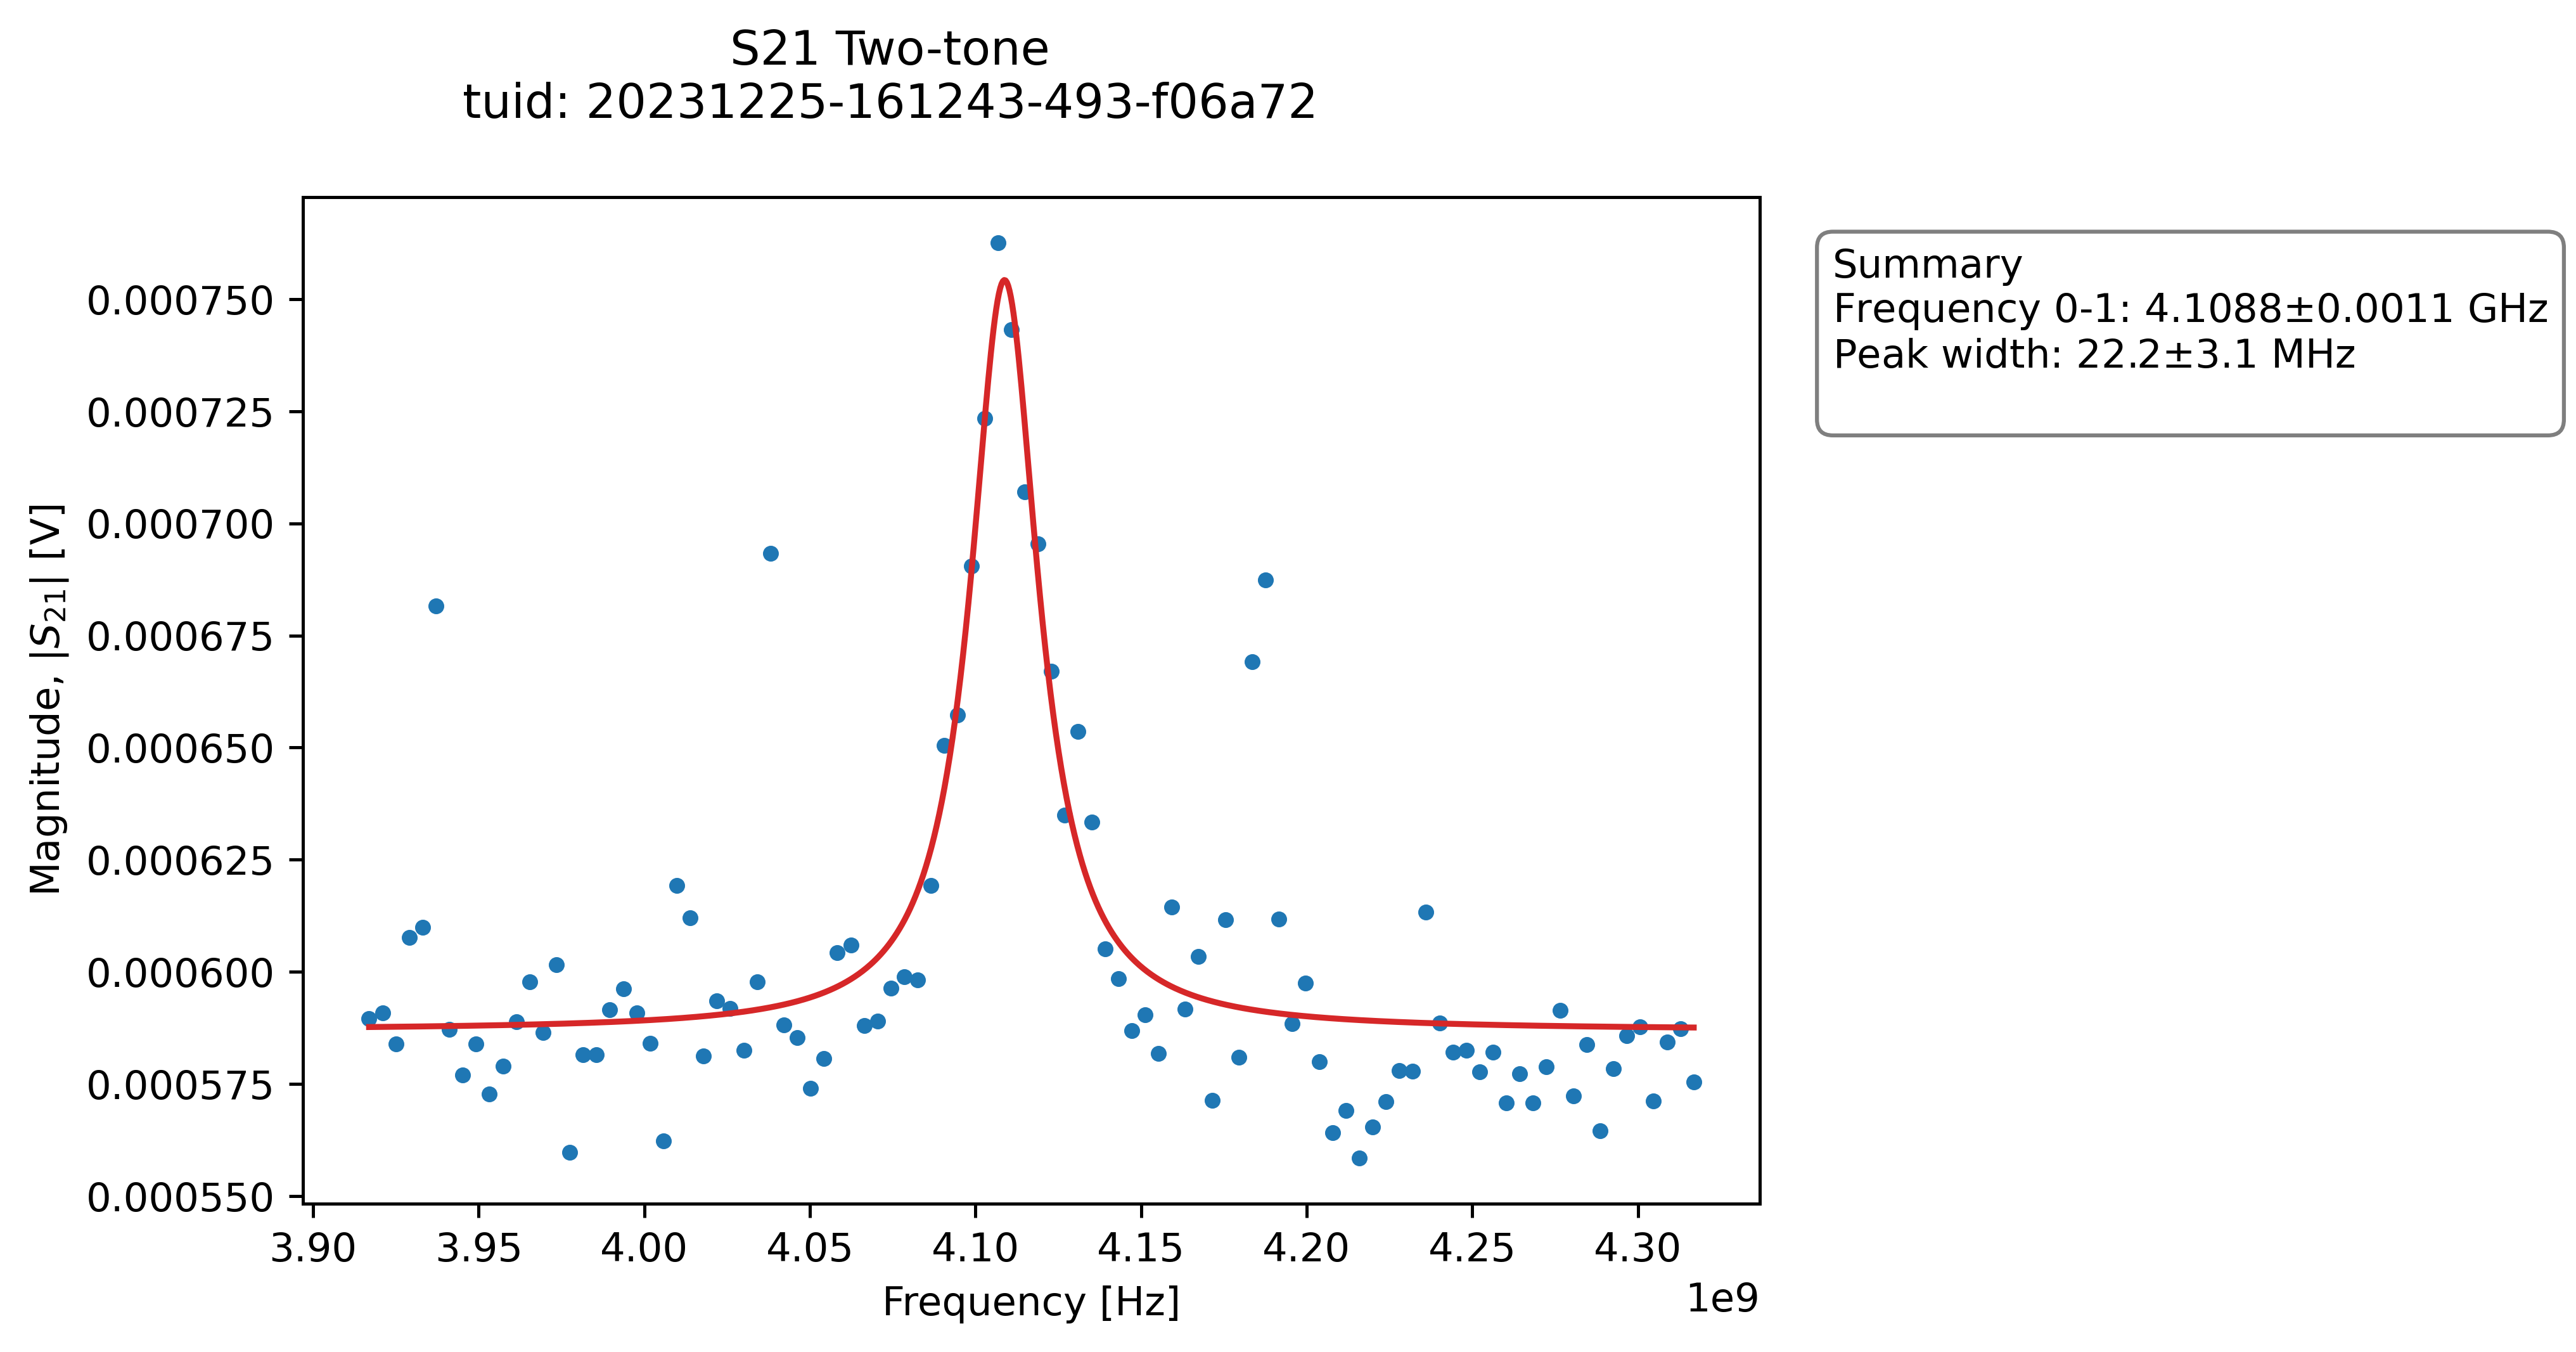 S21 Two-tone
tuid: 20231225-161243-493-f06a72
Summary
Frequency 0-1: 4.1088±0.0011 GHz
Peak width: 22.2±3.1 MHz
Magnitude, |S₂₁| [V]
0.000750
0.000725
0.000700
0.000675
0.000650
0.000625
0.000600
0.000575
0.000550
3.90 3.95 4.00 4.05 4.10 4.15 4.20 4.25 4.30
Frequency [Hz]
1e9